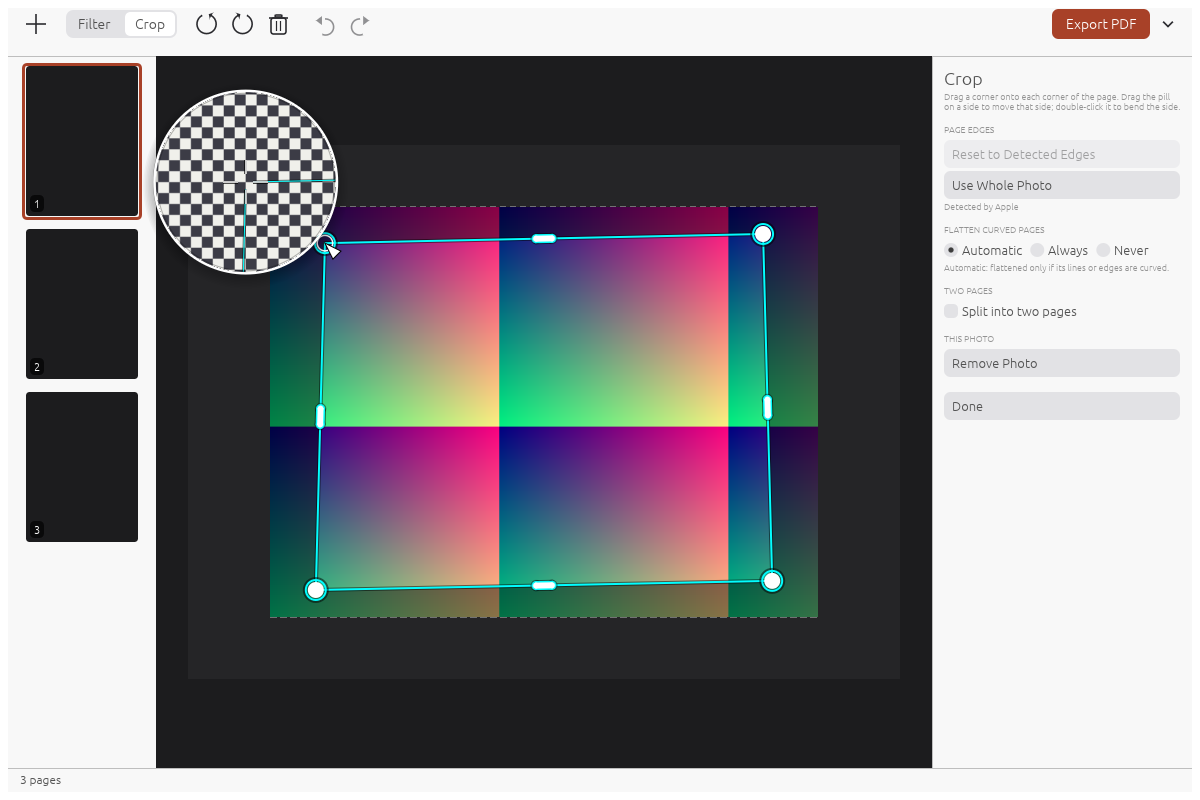 Filter
Crop
Export PDF
1
2
3
Crop
Drag a corner onto each corner of the page. Drag the pill
on a side to move that side; double-click it to bend the side.
PAGE EDGES
Reset to Detected Edges
Use Whole Photo
Detected by Apple
FLATTEN CURVED PAGES
Automatic Always Never
Automatic: flattened only if its lines or edges are curved.
TWO PAGES
Split into two pages
THIS PHOTO
Remove Photo
Done
3 pages